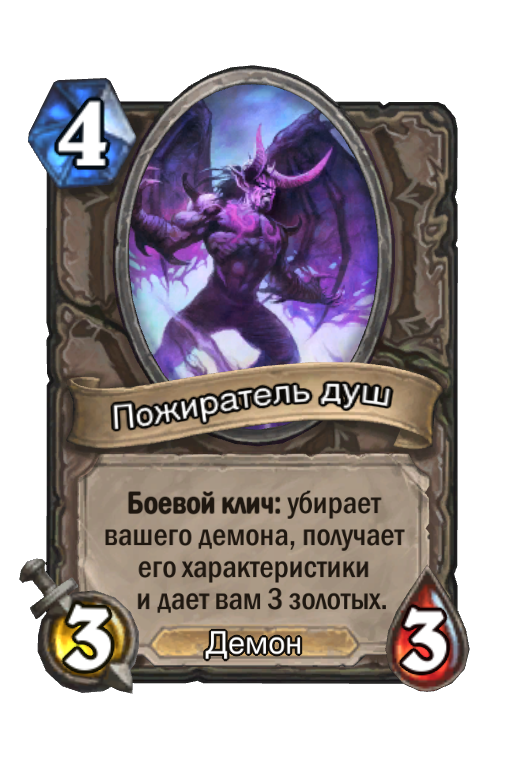 4
Пожиратель душ
Боевой клич: убирает
вашего демона, получает
его характеристики
и дает вам 3 золотых.
3
Демон
3